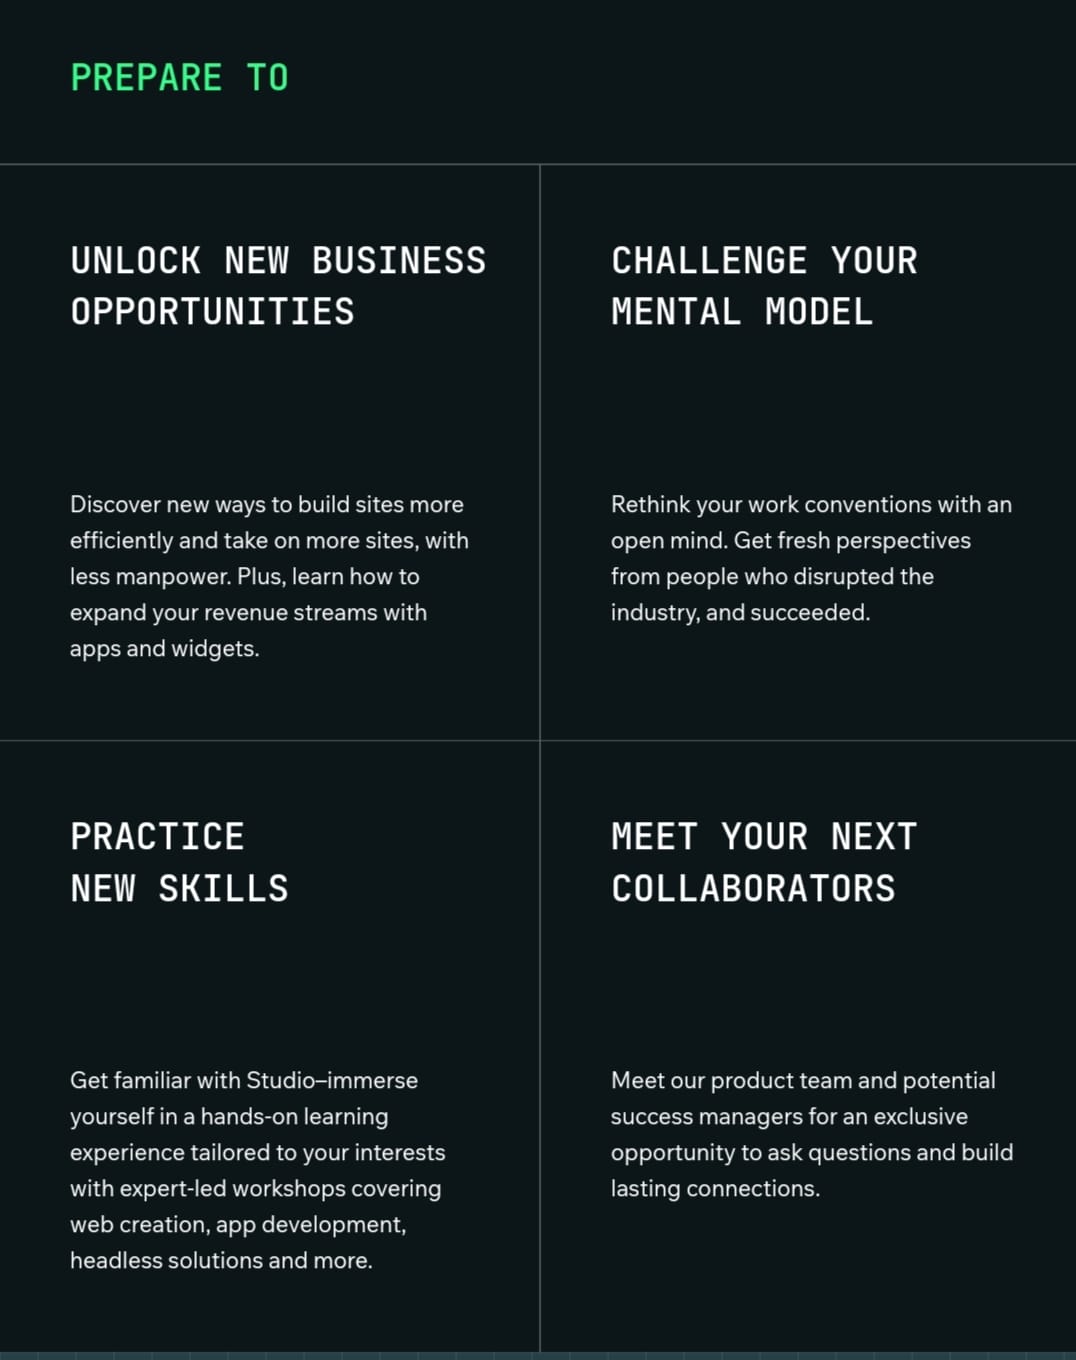 PREPARE TO
UNLOCK NEW BUSINESS
OPPORTUNITIES
Discover new ways to build sites more
efficiently and take on more sites, with
less manpower. Plus, learn how to
expand your revenue streams with
apps and widgets.
CHALLENGE YOUR
MENTAL MODEL
Rethink your work conventions with an
open mind. Get fresh perspectives
from people who disrupted the
industry, and succeeded.
PRACTICE
NEW SKILLS
Get familiar with Studio–immerse
yourself in a hands-on learning
experience tailored to your interests
with expert-led workshops covering
web creation, app development,
headless solutions and more.
MEET YOUR NEXT
COLLABORATORS
Meet our product team and potential
success managers for an exclusive
opportunity to ask questions and build
lasting connections.